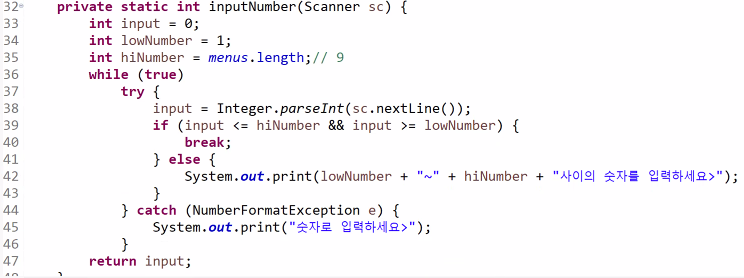 32 private static int inputNumber(Scanner sc) {
33 int input = 0;
34 int lowNumber = 1;
35 int hiNumber = menus.length;// 9
36 while (true)
37 try {
38 input = Integer.parseInt(sc.nextLine());
39 if (input <= hiNumber && input >= lowNumber) {
40 break;
41 } else {
42 System.out.print(lowNumber + "~" + hiNumber + "사이의 숫자를 입력하세요>");
43 }
44 } catch (NumberFormatException e) {
45 System.out.print("숫자로 입력하세요>");
46 }
47 return input;